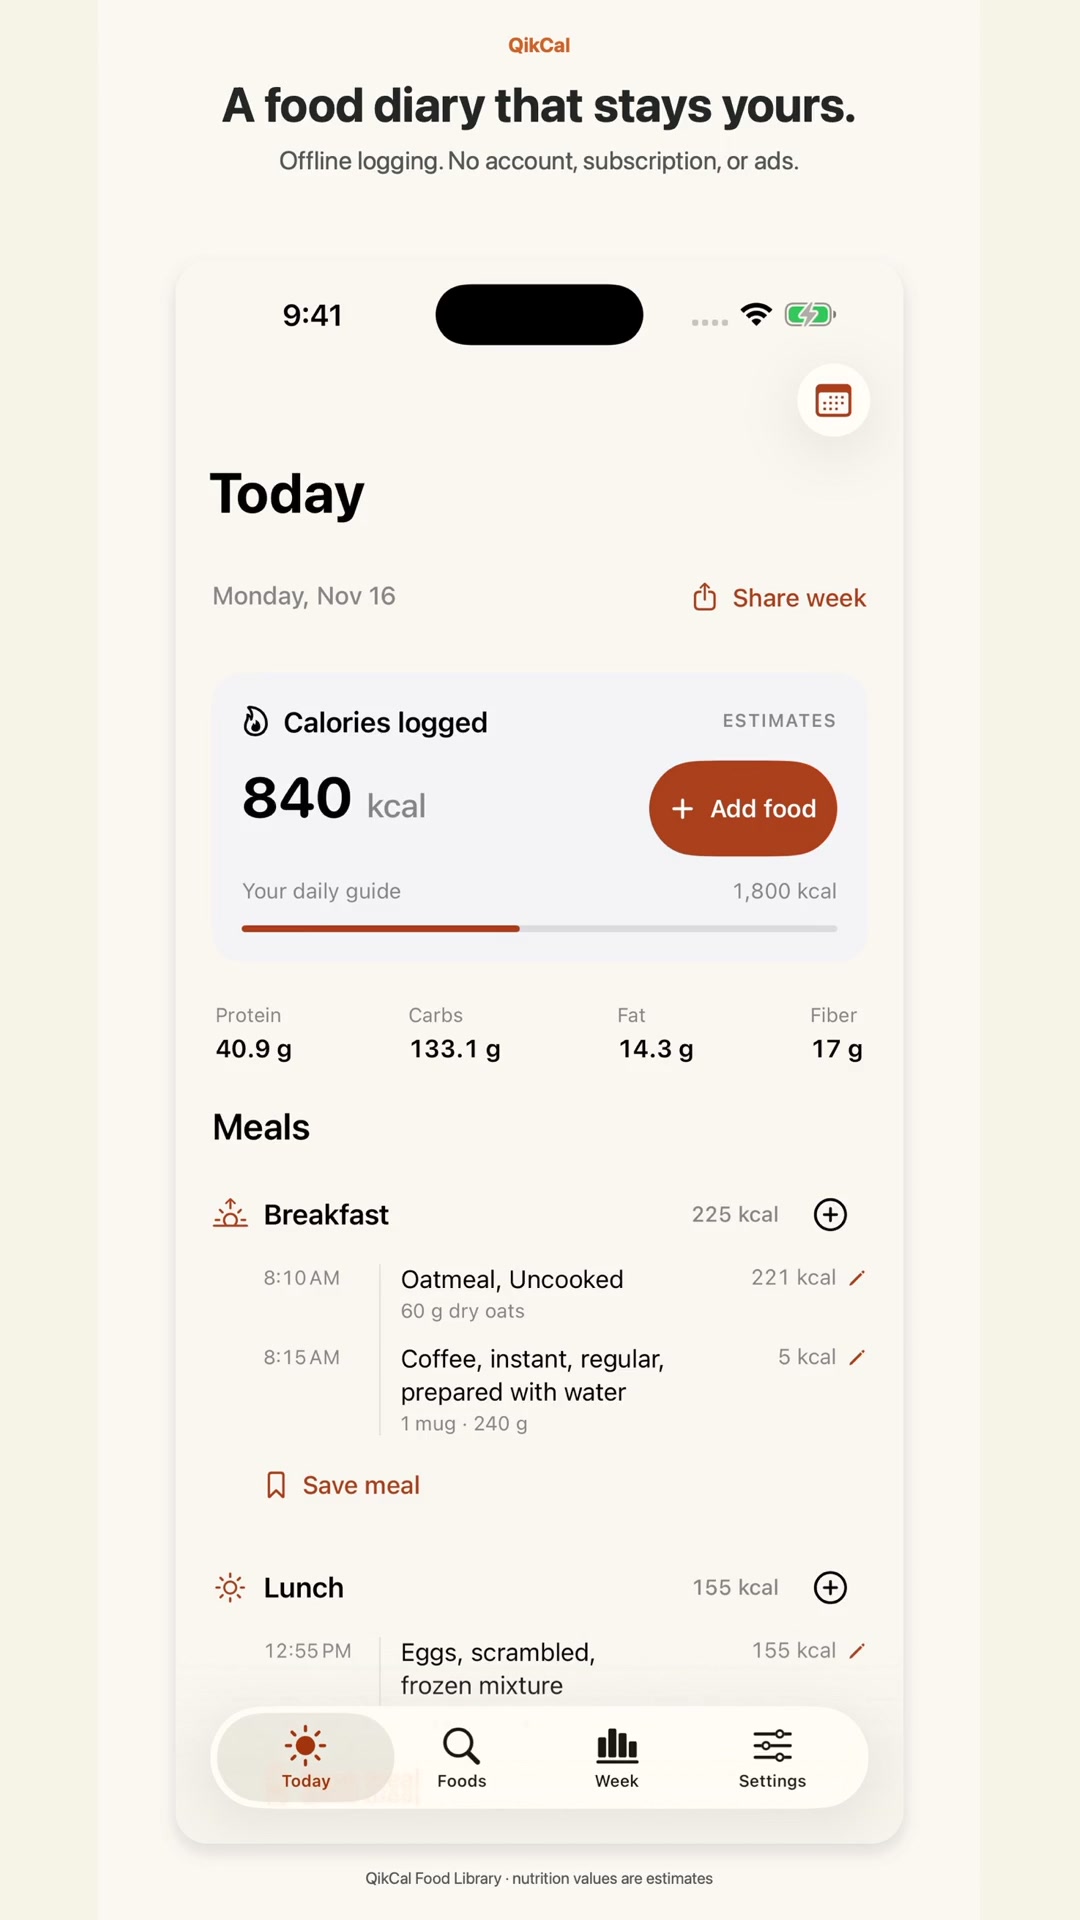 QikCal
A food diary that stays yours.
Offline logging. No account, subscription, or ads.
9:41
Today
Monday, Nov 16
Share week
Calories logged
ESTIMATES
840 kcal
+ Add food
Your daily guide
1,800 kcal
Protein
Carbs
Fat
Fiber
40.9 g
133.1 g
14.3 g
17 g
Meals
Breakfast
225 kcal
8:10 AM
Oatmeal, Uncooked
221 kcal
60 g dry oats
8:15 AM
Coffee, instant, regular,
5 kcal
prepared with water
1 mug · 240 g
Save meal
Lunch
155 kcal
12:55 PM
Eggs, scrambled,
155 kcal
frozen mixture
Today
Foods
Week
Settings
QikCal Food Library · nutrition values are estimates